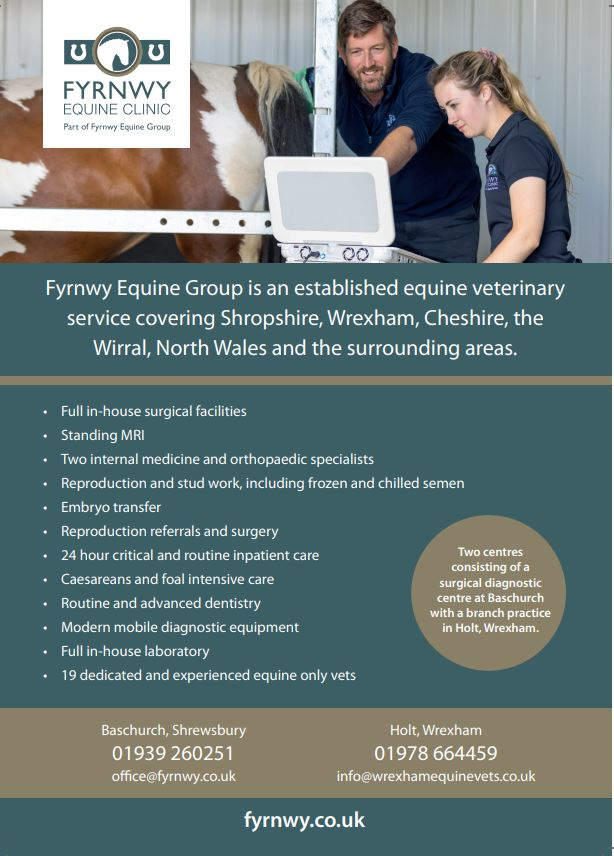 FYRNWY
EQUINE CLINIC
Part of Fyrnwy Equine Group
Fyrnwy Equine Group is an established equine veterinary
service covering Shropshire, Wrexham, Cheshire, the
Wirral, North Wales and the surrounding areas.
• Full in-house surgical facilities
• Standing MRI
• Two internal medicine and orthopaedic specialists
• Reproduction and stud work, including frozen and chilled semen
• Embryo transfer
• Reproduction referrals and surgery
• 24 hour critical and routine inpatient care
• Caesareans and foal intensive care
• Routine and advanced dentistry
• Modern mobile diagnostic equipment
• Full in-house laboratory
• 19 dedicated and experienced equine only vets
Two centres
consisting of a
surgical diagnostic
centre at Baschurch
with a branch practice
in Holt, Wrexham.
Baschurch, Shrewsbury
01939 260251
office@fyrnwy.co.uk
Holt, Wrexham
01978 664459
info@wrexhamequinevets.co.uk
fyrnwy.co.uk